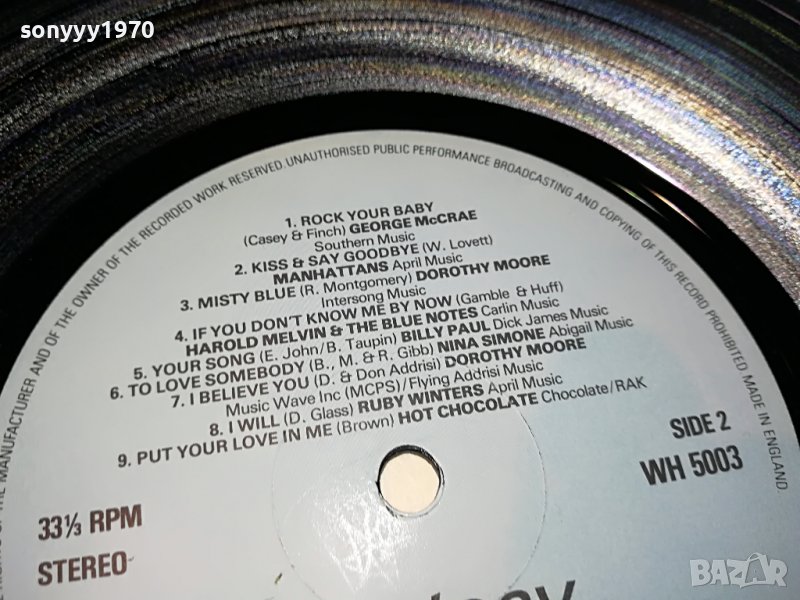 sonyyy1970
MANUFACTURER AND OF THE OWNER OF THE RECORDED WORK RESERVED. UNAUTHORISED PUBLIC PERFORMANCE BROADCASTING AND COPYING OF THIS RECORD PROHIBITED MADE IN ENGLAND
1. ROCK YOUR BABY
(Casey & Finch) GEORGE McCRAE
Southern Music
2. KISS & SAY GOODBYE (W. Lovett)
MANHATTANS April Music
3. MISTY BLUE (R. Montgomery) DOROTHY MOORE
Intersong Music
4. IF YOU DON'T KNOW ME BY NOW (Gamble & Huff)
HAROLD MELVIN & THE BLUE NOTES Carlin Music
5. YOUR SONG (E. John/B. Taupin) BILLY PAUL Dick James Music
6. TO LOVE SOMEBODY (B., M. & R. Gibb) NINA SIMONE Abigail Music
7. I BELIEVE YOU (D. & Don Addrisi) DOROTHY MOORE
Music Wave Inc (MCPS)/Flying Addrisi Music
8. I WILL (D. Glass) RUBY WINTERS April Music
9. PUT YOUR LOVE IN ME (Brown) HOT CHOCOLATE Chocolate/RAK
SIDE 2
WH 5003
33⅓ RPM
STEREO
BAZAR